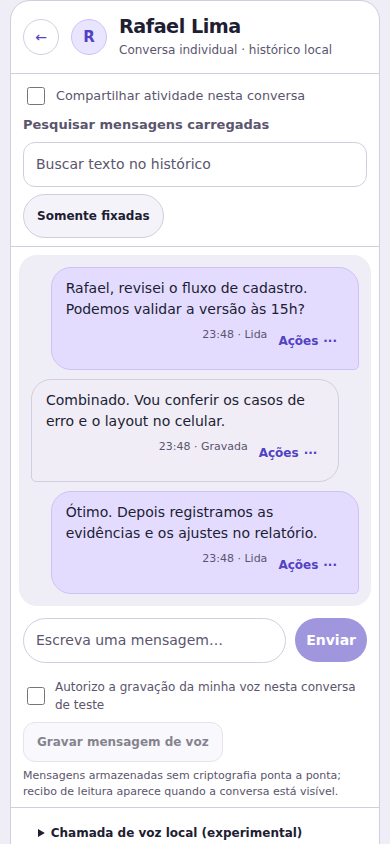 ←
R
Rafael Lima
Conversa individual · histórico local
Compartilhar atividade nesta conversa
Pesquisar mensagens carregadas
Buscar texto no histórico
Somente fixadas
Rafael, revisei o fluxo de cadastro.
Podemos validar a versão às 15h?
23:48 · Lida
Ações ···
Combinado. Vou conferir os casos de
erro e o layout no celular.
23:48 · Gravada
Ações ···
Ótimo. Depois registramos as
evidências e os ajustes no relatório.
23:48 · Lida
Ações ···
Escreva uma mensagem...
Enviar
Autorizo a gravação da minha voz nesta conversa
de teste
Gravar mensagem de voz
Mensagens armazenadas sem criptografia ponta a ponta;
recibo de leitura aparece quando a conversa está visível.
▶ Chamada de voz local (experimental)